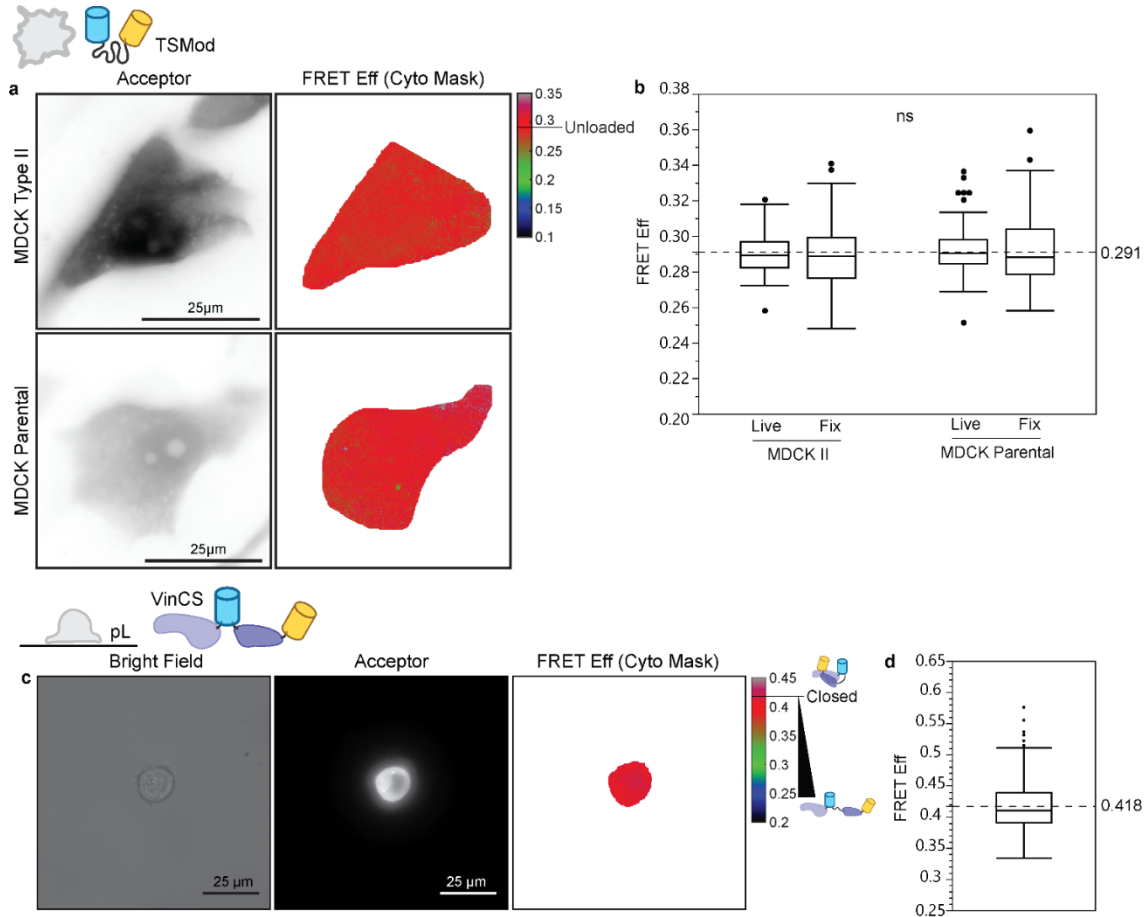 TSMod
Acceptor
FRET Eff (Cyto Mask)
a
MDCK Type II
25µm
0.35
0.3
0.25
0.2
0.15
0.1
Unloaded
MDCK Parental
25µm
b
ns
FRET Eff
0.38
0.36
0.34
0.32
0.30
0.28
0.26
0.24
0.22
0.20
0.291
Live
Fix
Live
Fix
MDCK II
MDCK Parental
pL
VinCS
Bright Field
Acceptor
FRET Eff (Cyto Mask)
c
25 µm
25 µm
0.45
0.4
0.35
0.3
0.25
0.2
Closed
d
FRET Eff
0.65
0.6
0.55
0.5
0.45
0.4
0.35
0.3
0.25
0.418